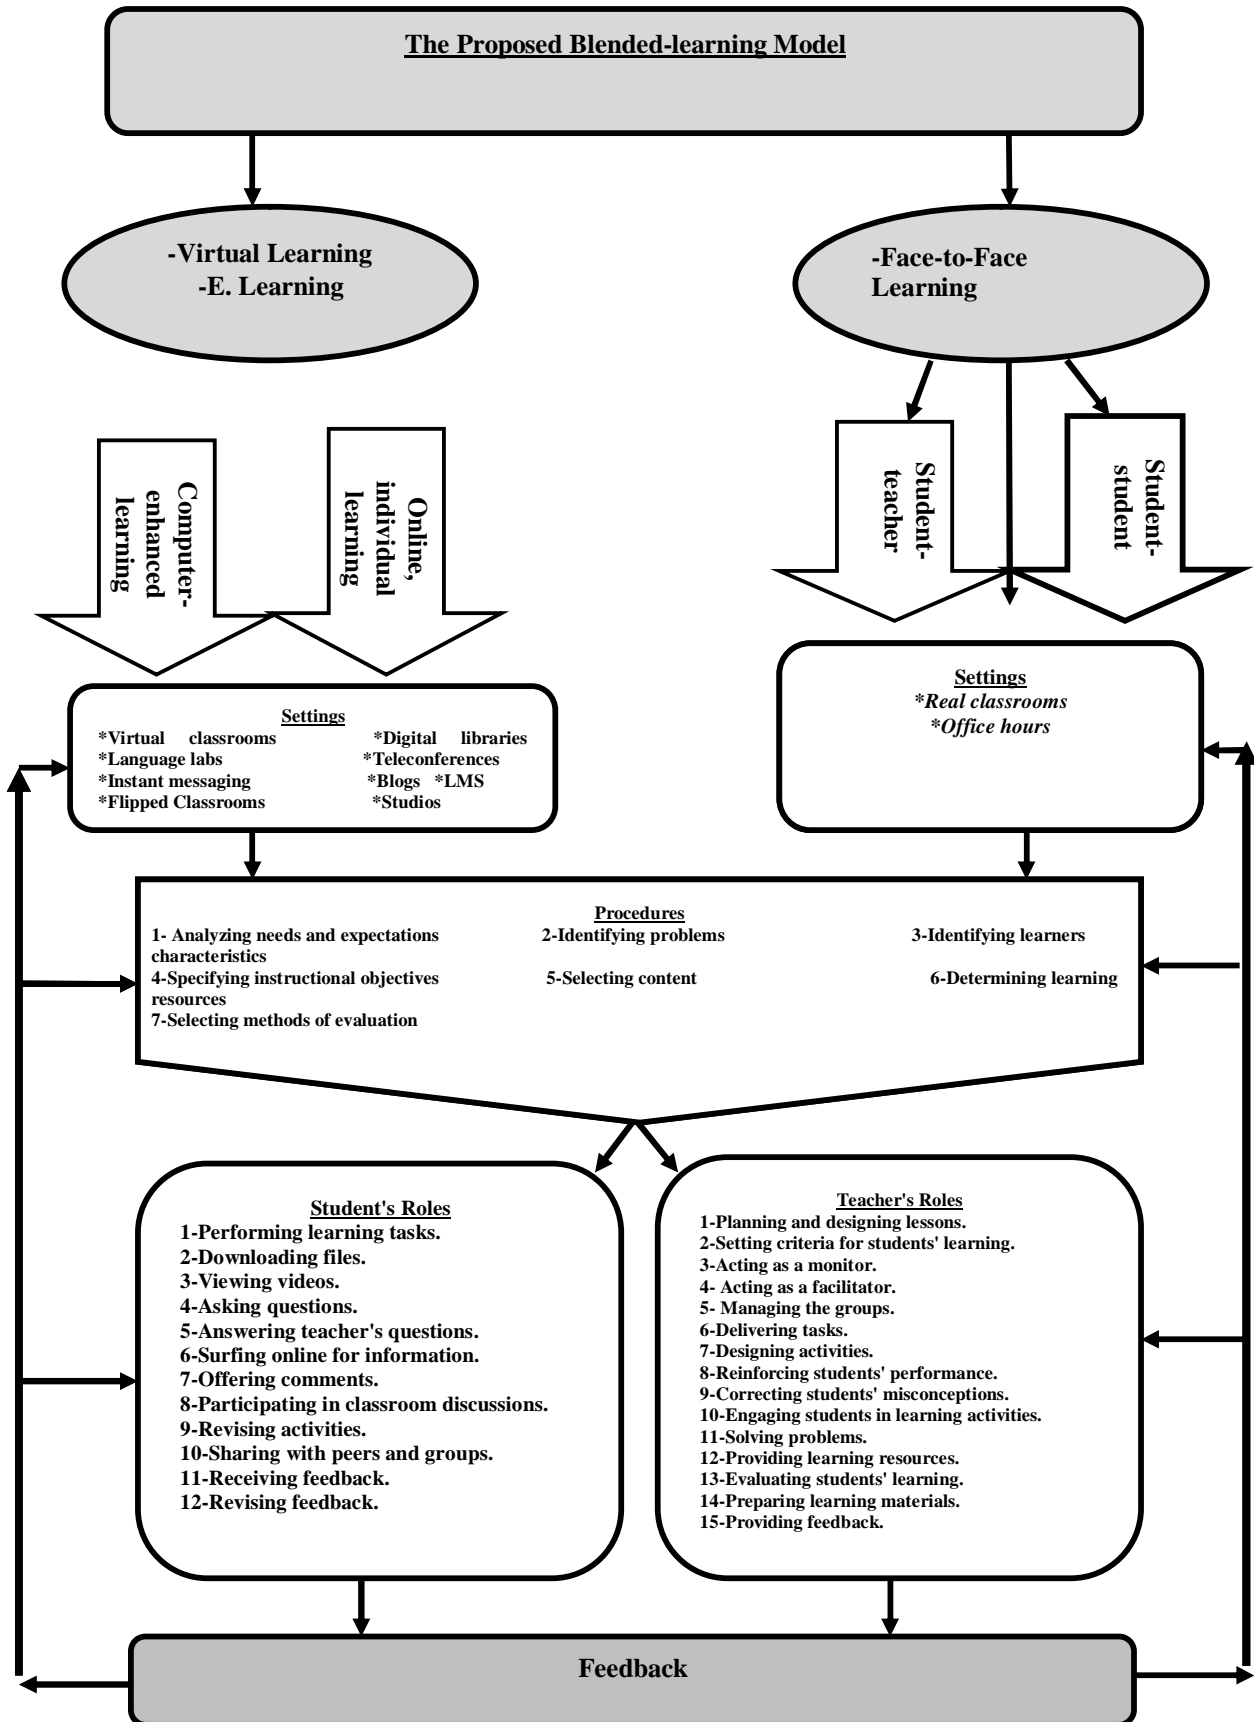 The Proposed Blended-learning Model
-Virtual Learning
-E. Learning
-Face-to-Face
Learning
Computer-
enhanced
learning
Online,
individual
learning
Student-
teacher
Student-
student
Settings
*Virtual classrooms *Digital libraries
*Language labs *Teleconferences
*Instant messaging *Blogs *LMS
*Flipped Classrooms *Studios
Settings
*Real classrooms
*Office hours
Procedures
1- Analyzing needs and expectations 2-Identifying problems 3-Identifying learners
characteristics
4-Specifying instructional objectives 5-Selecting content 6-Determining learning
resources
7-Selecting methods of evaluation
Student's Roles
1-Performing learning tasks.
2-Downloading files.
3-Viewing videos.
4-Asking questions.
5-Answering teacher's questions.
6-Surfing online for information.
7-Offering comments.
8-Participating in classroom discussions.
9-Revising activities.
10-Sharing with peers and groups.
11-Receiving feedback.
12-Revising feedback.
Teacher's Roles
1-Planning and designing lessons.
2-Setting criteria for students' learning.
3-Acting as a monitor.
4- Acting as a facilitator.
5- Managing the groups.
6-Delivering tasks.
7-Designing activities.
8-Reinforcing students' performance.
9-Correcting students' misconceptions.
10-Engaging students in learning activities.
11-Solving problems.
12-Providing learning resources.
13-Evaluating students' learning.
14-Preparing learning materials.
15-Providing feedback.
Feedback